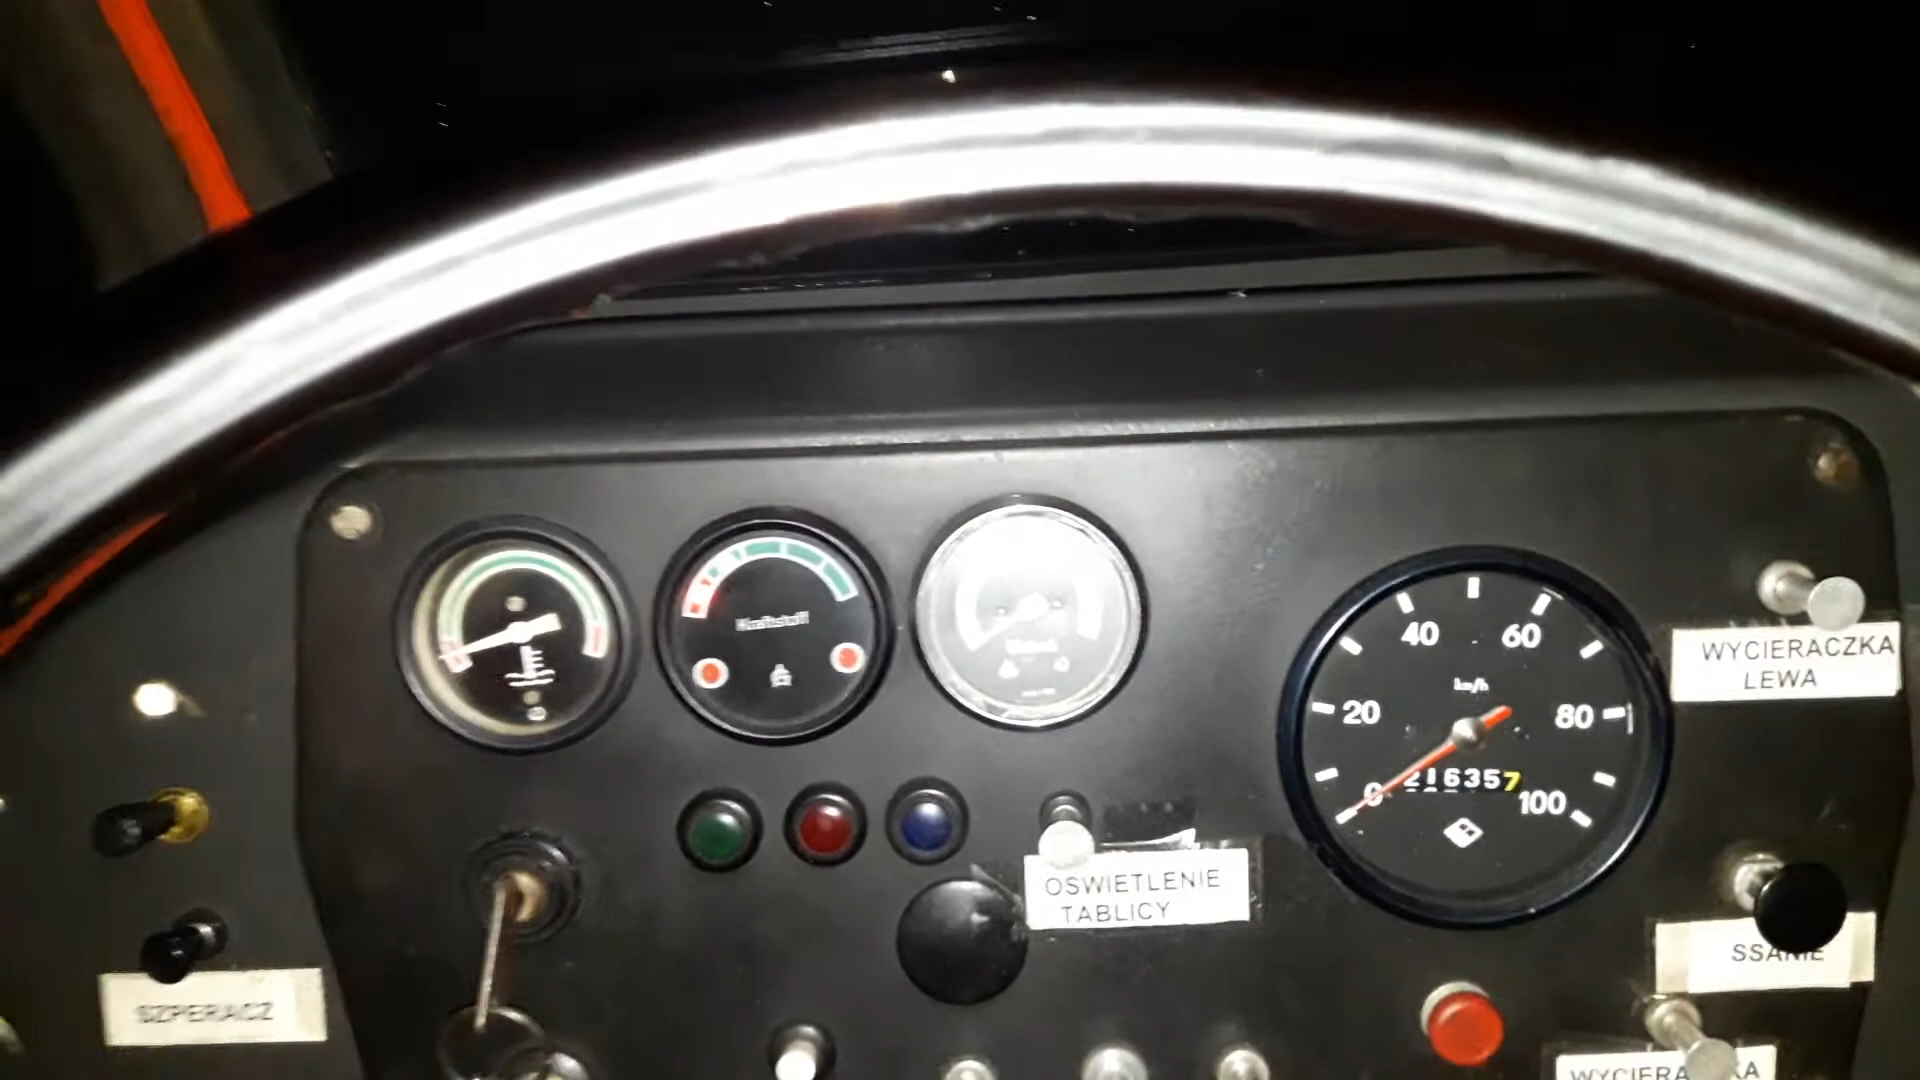 Kraftstoff
40 60
km/h
20 80
0 216357 100
WYCIERACZKA
LEWA
OSWIETLENIE
TABLICY
SSANIE
SZPERACZ